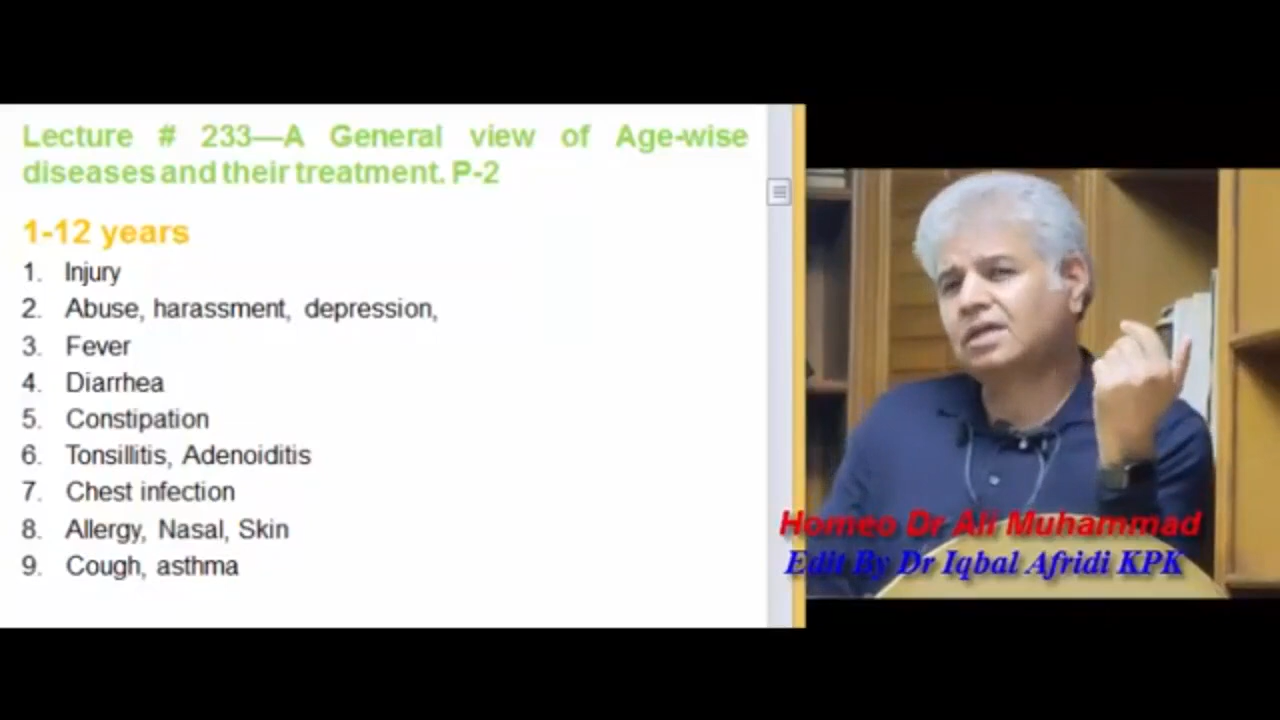 Lecture # 233—A General view of Age-wise
diseases and their treatment. P-2
1-12 years
1. Injury
2. Abuse, harassment, depression,
3. Fever
4. Diarrhea
5. Constipation
6. Tonsillitis, Adenoiditis
7. Chest infection
8. Allergy, Nasal, Skin
9. Cough, asthma
Homeo Dr Ali Muhammad
Edit By Dr Iqbal Afridi KPK